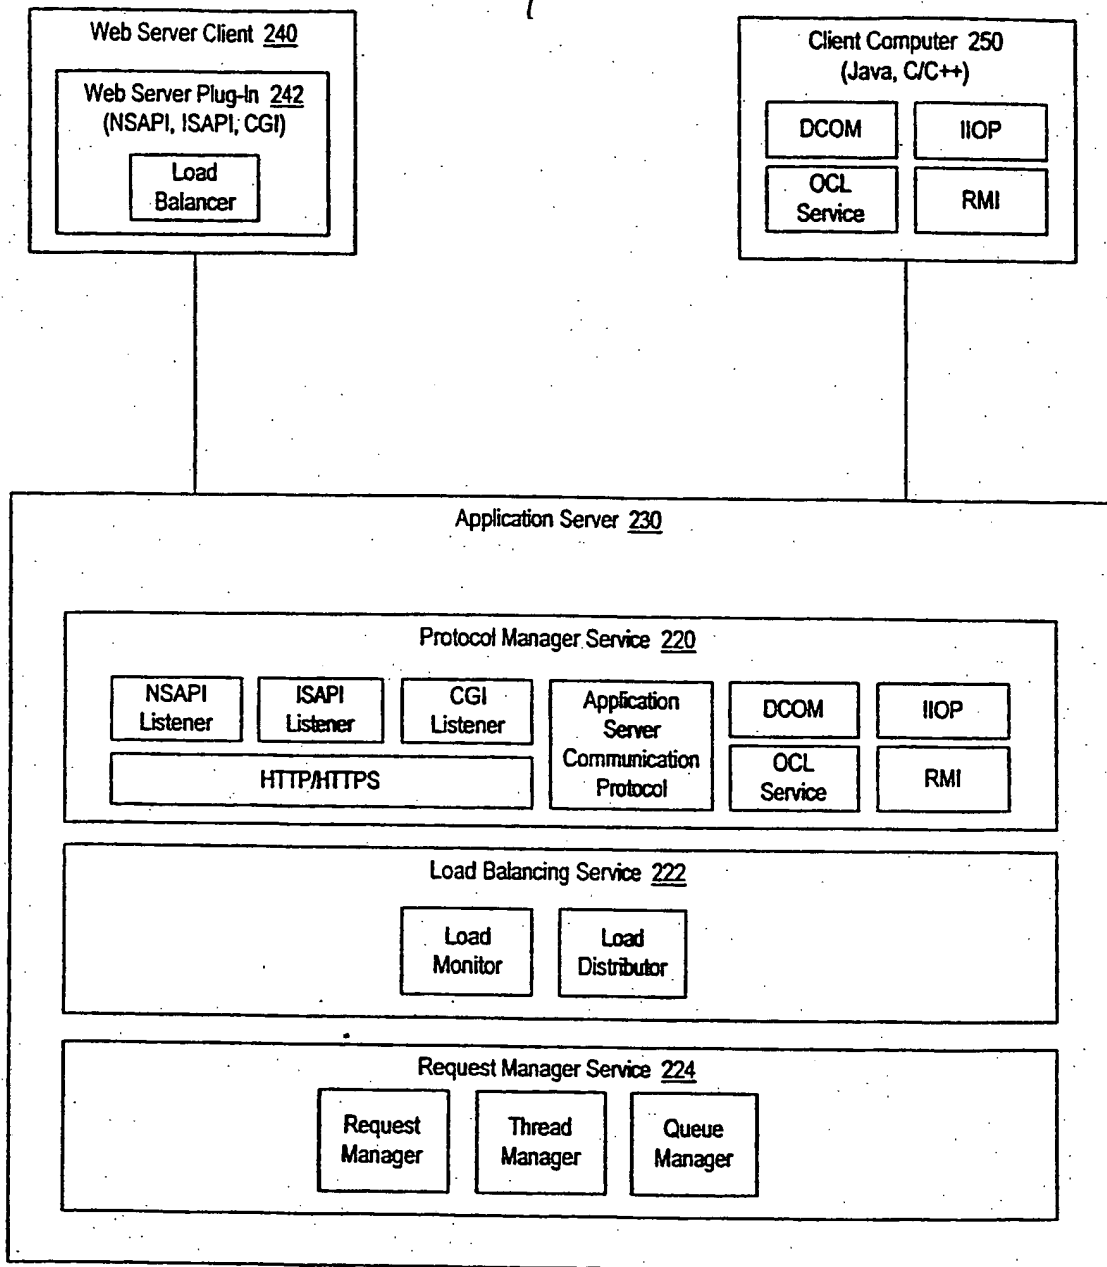 Web Server Client 240
Web Server Plug-In 242
(NSAPI, ISAPI, CGI)
Load
Balancer
Client Computer 250
(Java, C/C++)
DCOM
IIOP
OCL
Service
RMI
Application Server 230
Protocol Manager Service 220
NSAPI
Listener
ISAPI
Listener
CGI
Listener
HTTP/HTTPS
Application
Server
Communication
Protocol
DCOM
IIOP
OCL
Service
RMI
Load Balancing Service 222
Load
Monitor
Load
Distributor
Request Manager Service 224
Request
Manager
Thread
Manager
Queue
Manager